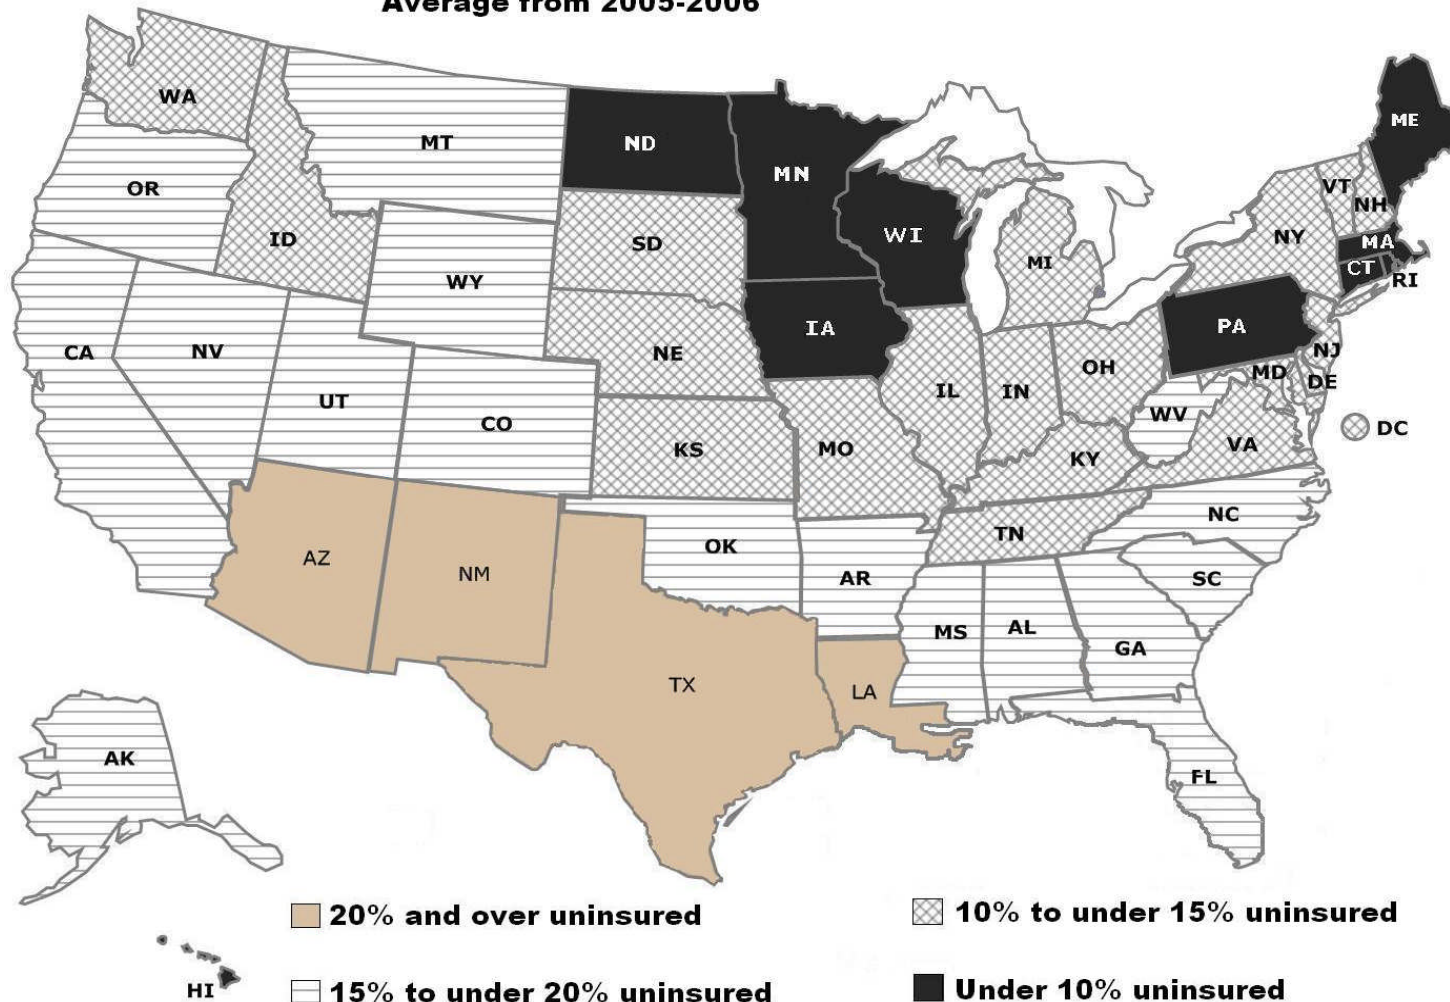 Average from 2005-2006
WA
MT
ND
MN
ME
OR
ID
SD
WI
MI
NY
VT
NH
MA
CT
RI
WY
CA
NV
UT
CO
NE
IA
IL
IN
OH
PA
NJ
MD
DE
DC
KS
MO
KY
WV
VA
AZ
NM
OK
AR
TN
NC
SC
TX
LA
MS
AL
GA
FL
AK
HI
20% and over uninsured
10% to under 15% uninsured
15% to under 20% uninsured
Under 10% uninsured